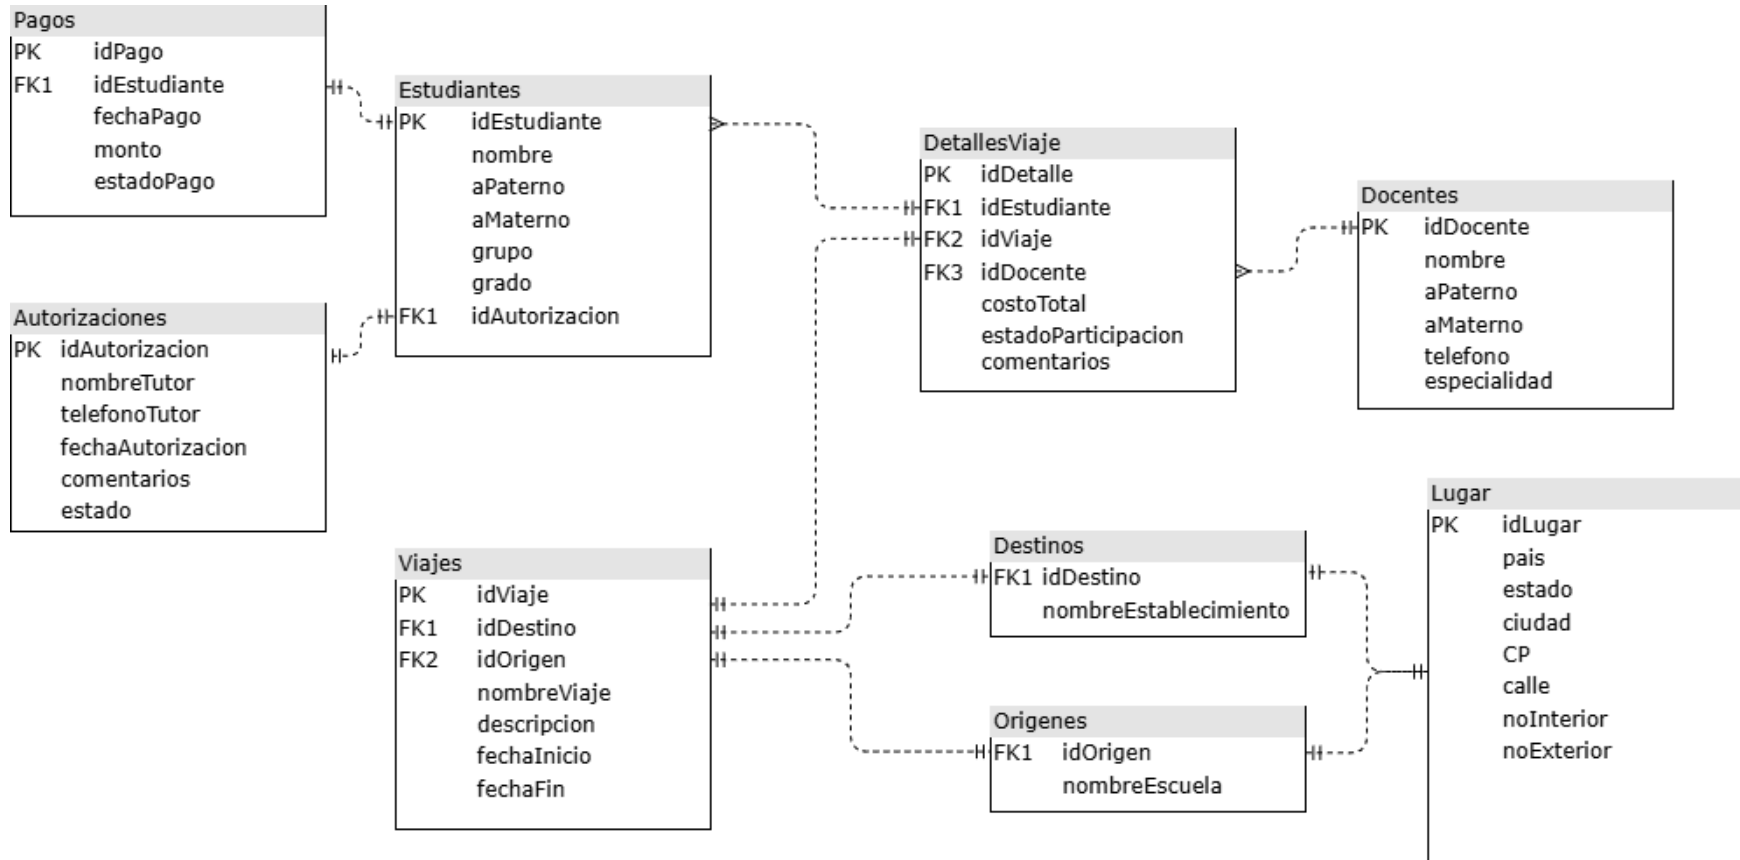 Pagos
PK idPago
FK1 idEstudiante
fechaPago
monto
estadoPago
Estudiantes
PK idEstudiante
nombre
aPaterno
aMaterno
grupo
grado
FK1 idAutorizacion
DetallesViaje
PK idDetalle
FK1 idEstudiante
FK2 idViaje
FK3 idDocente
costoTotal
estadoParticipacion
comentarios
Docentes
PK idDocente
nombre
aPaterno
aMaterno
telefono
especialidad
Autorizaciones
PK idAutorizacion
nombreTutor
telefonoTutor
fechaAutorizacion
comentarios
estado
Viajes
PK idViaje
FK1 idDestino
FK2 idOrigen
nombreViaje
descripcion
fechaInicio
fechaFin
Destinos
FK1 idDestino
nombreEstablecimiento
Origenes
FK1 idOrigen
nombreEscuela
Lugar
PK idLugar
pais
estado
ciudad
CP
calle
noInterior
noExterior